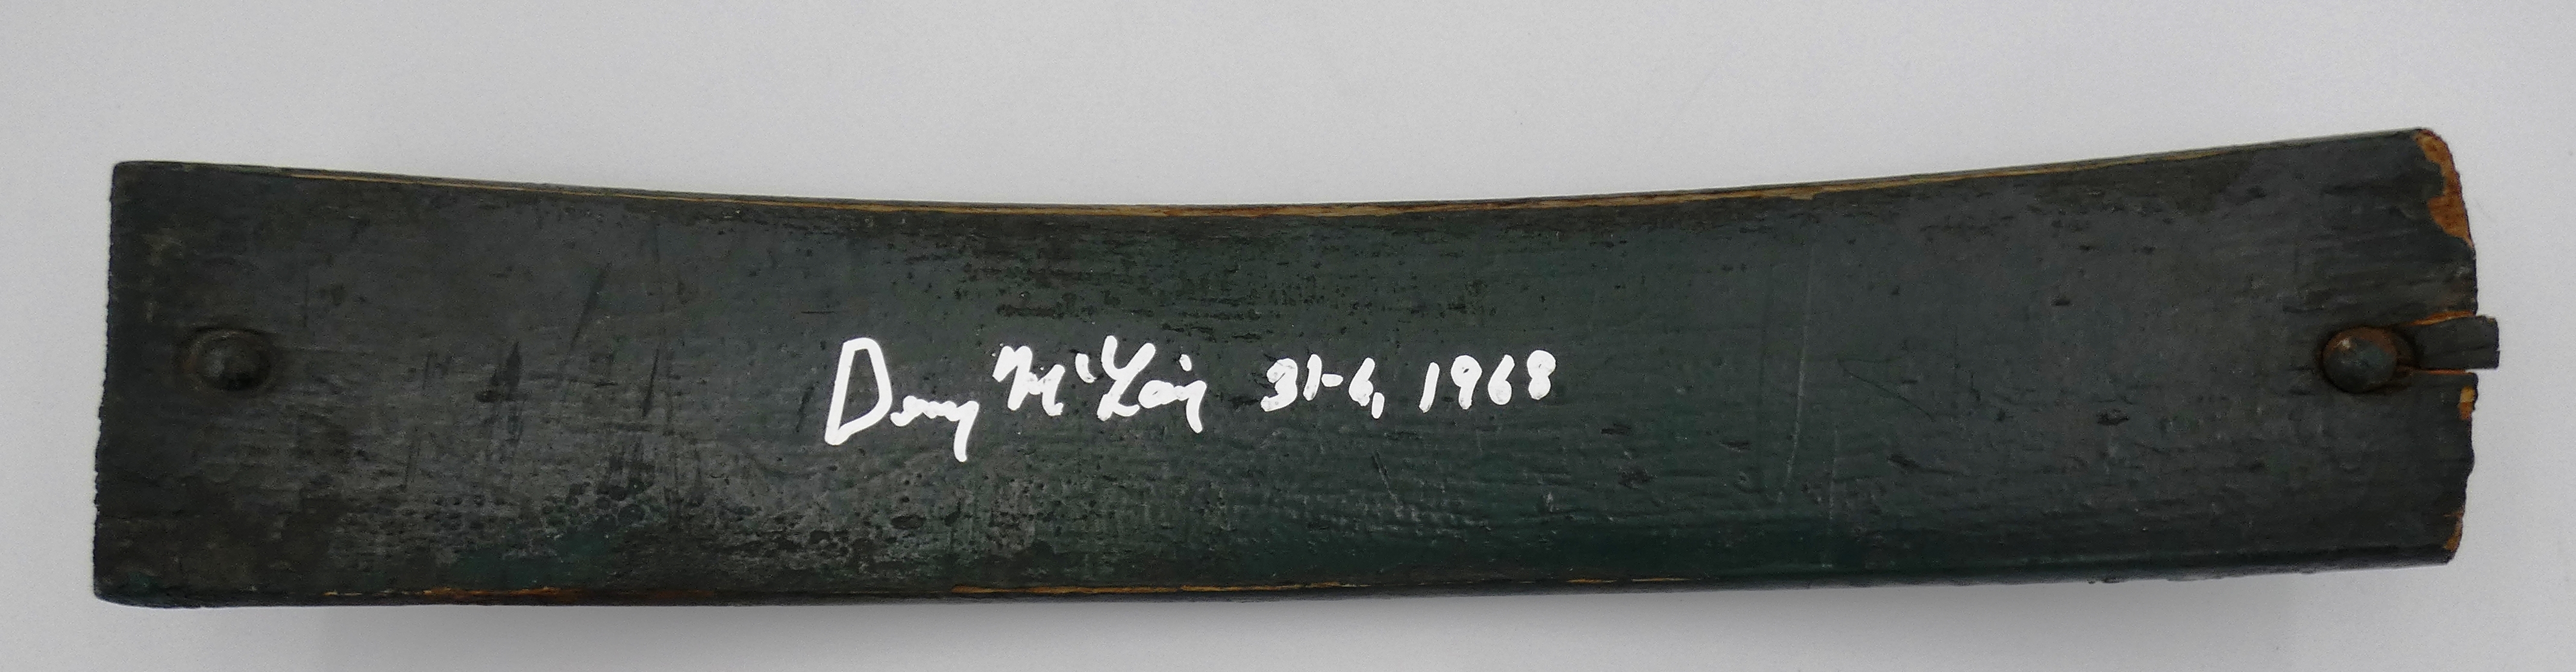 Denny McLain 31-6, 1968